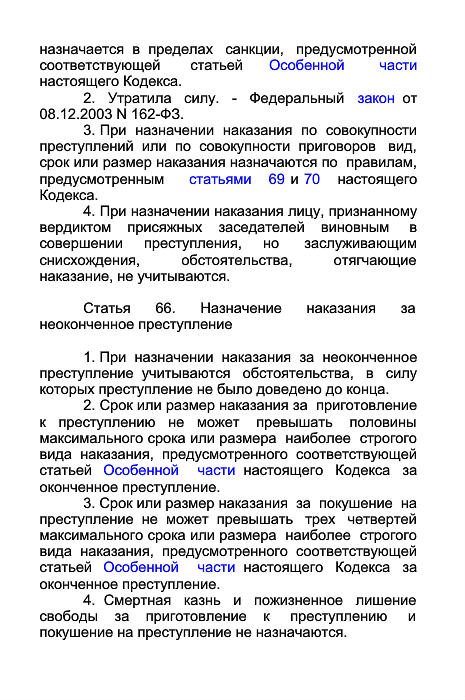 назначается в пределах санкции, предусмотренной
соответствующей статьей Особенной части
настоящего Кодекса.
2. Утратила силу. - Федеральный закон от
08.12.2003 N 162-ФЗ.
3. При назначении наказания по совокупности
преступлений или по совокупности приговоров вид,
срок или размер наказания назначаются по правилам,
предусмотренным статьями 69 и 70 настоящего
Кодекса.
4. При назначении наказания лицу, признанному
вердиктом присяжных заседателей виновным в
совершении преступления, но заслуживающим
снисхождения, обстоятельства, отягчающие
наказание, не учитываются.
Статья 66. Назначение наказания за
неоконченное преступление
1. При назначении наказания за неоконченное
преступление учитываются обстоятельства, в силу
которых преступление не было доведено до конца.
2. Срок или размер наказания за приготовление
к преступлению не может превышать половины
максимального срока или размера наиболее строгого
вида наказания, предусмотренного соответствующей
статьей Особенной части настоящего Кодекса за
оконченное преступление.
3. Срок или размер наказания за покушение на
преступление не может превышать трех четвертей
максимального срока или размера наиболее строгого
вида наказания, предусмотренного соответствующей
статьей Особенной части настоящего Кодекса за
оконченное преступление.
4. Смертная казнь и пожизненное лишение
свободы за приготовление к преступлению и
покушение на преступление не назначаются.